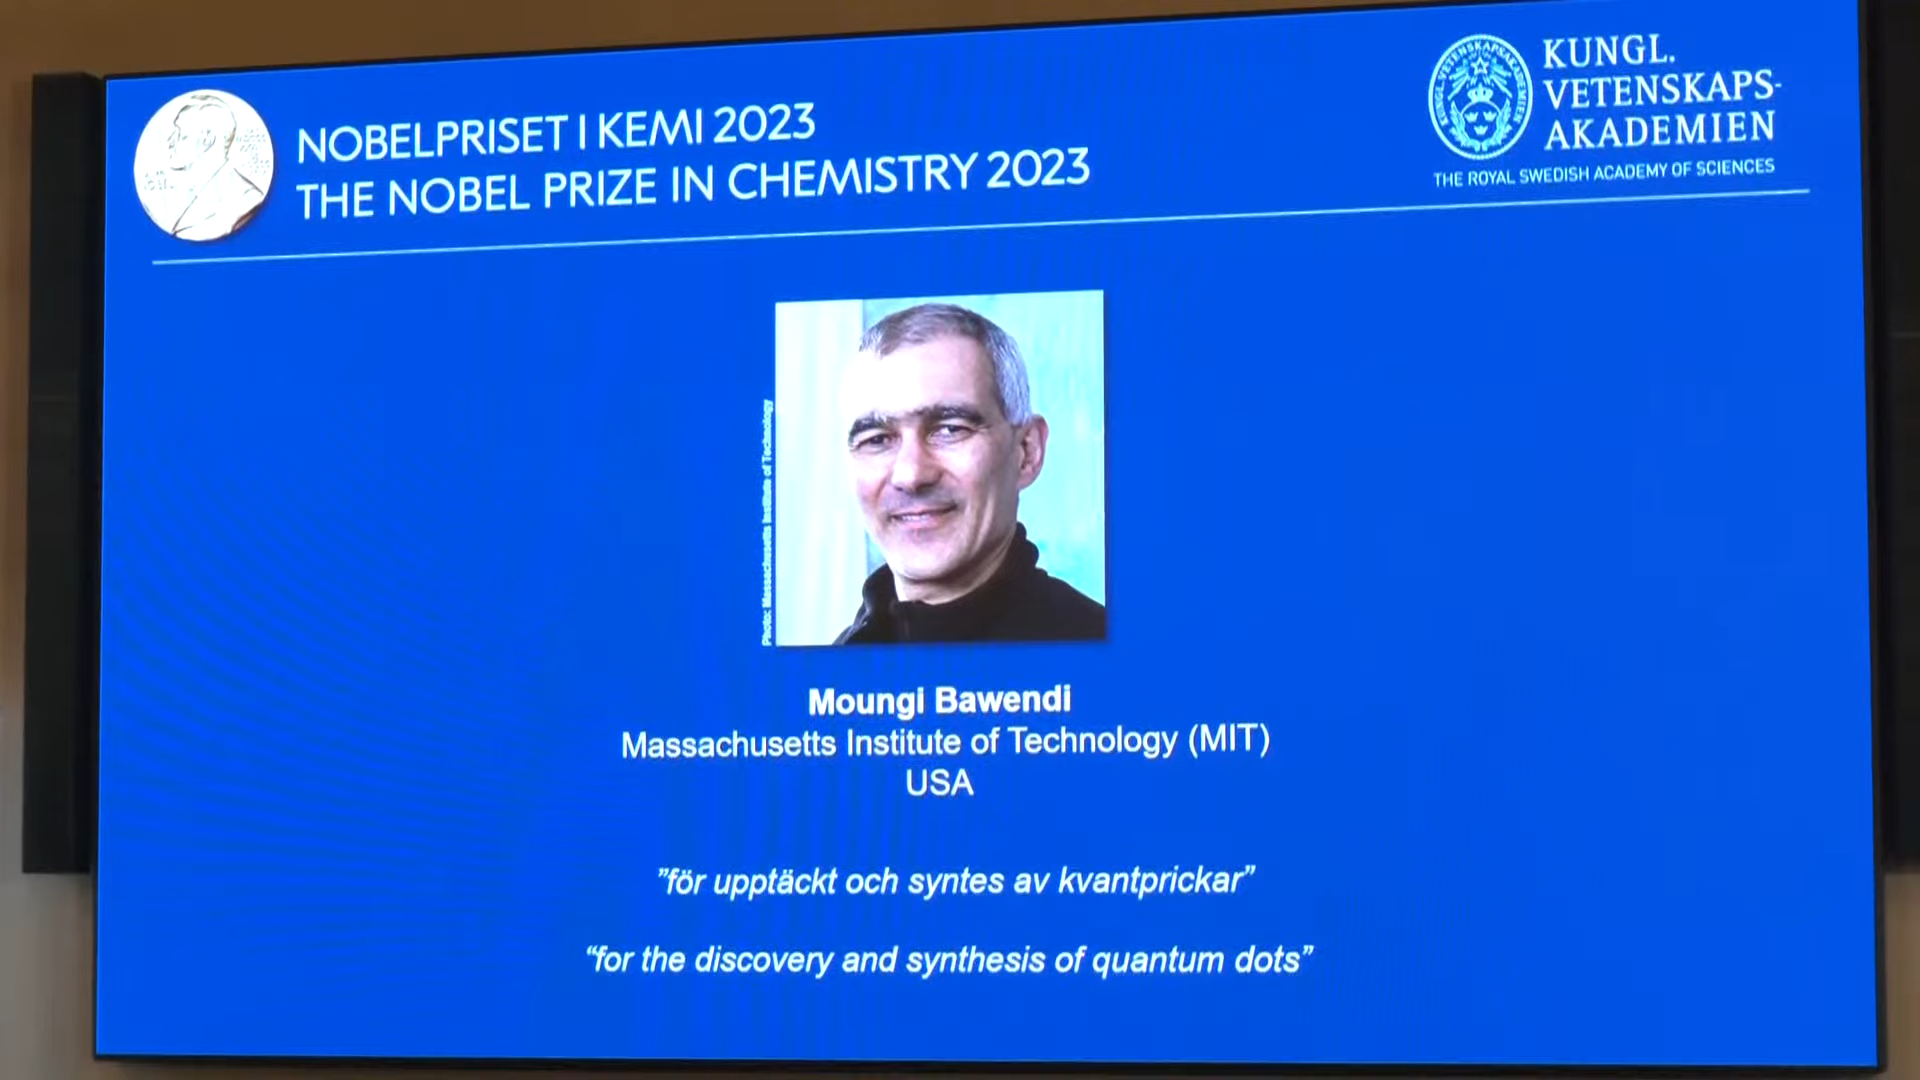 NOBELPRISET I KEMI 2023
THE NOBEL PRIZE IN CHEMISTRY 2023
KUNGL.
VETENSKAPS-
AKADEMIEN
THE ROYAL SWEDISH ACADEMY OF SCIENCES
KUNGL. VETENSKAPSAKADEMIEN
Photo: Massachusetts Institute of Technology
Moungi Bawendi
Massachusetts Institute of Technology (MIT)
USA
”för upptäckt och syntes av kvantprickar”
“for the discovery and synthesis of quantum dots”